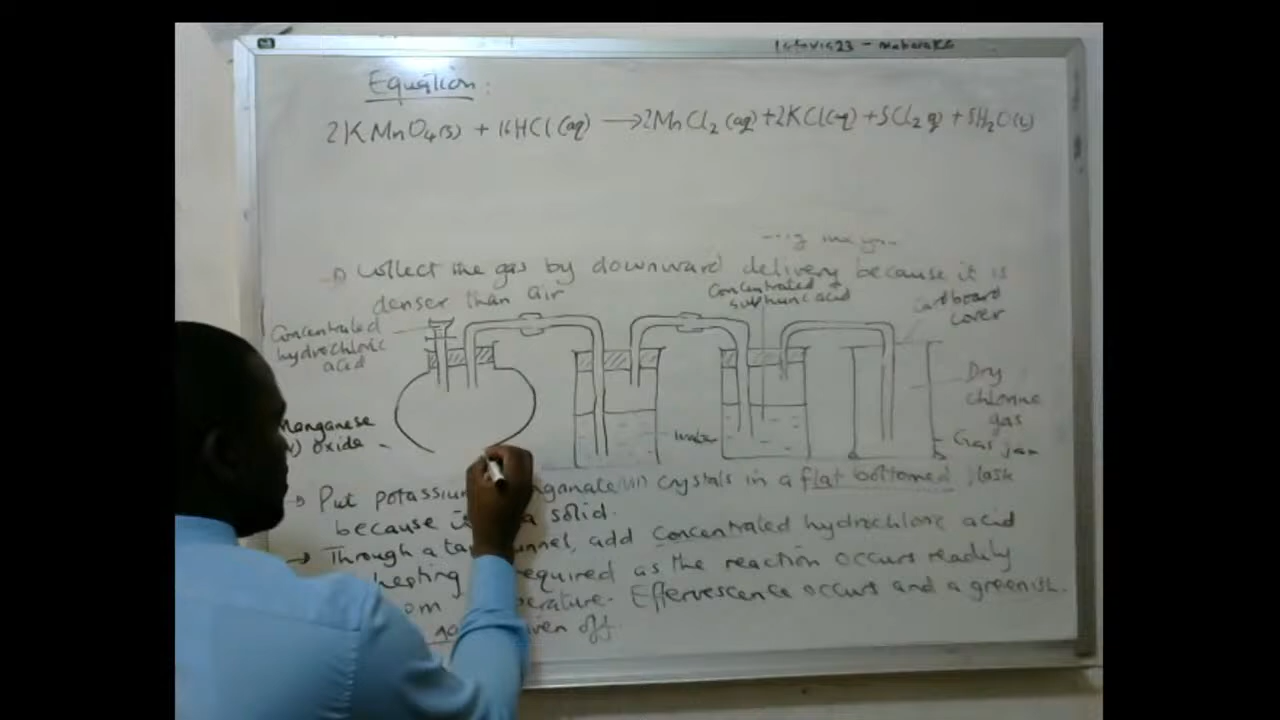 Equation:
2KMnO4(s) + 16HCl(aq) → 2MnCl2(aq) + 2KCl(aq) + 5Cl2 g) + 8H2O(l)
Collect the gas by downward delivery because it is
denser than air
Concentrated
sulphuric acid
Cardboard
cover
Concentrated
hydrochloric
acid
Dry
chlorine
gas
Manganese
oxide
water
Gas jar
→ Put potassium crystals in a flat bottomed flask
because a solid.
→ Through a add concentrated hydrochloric acid
required as the reaction occurs readily
Effervescence occurs and a greenish
off.